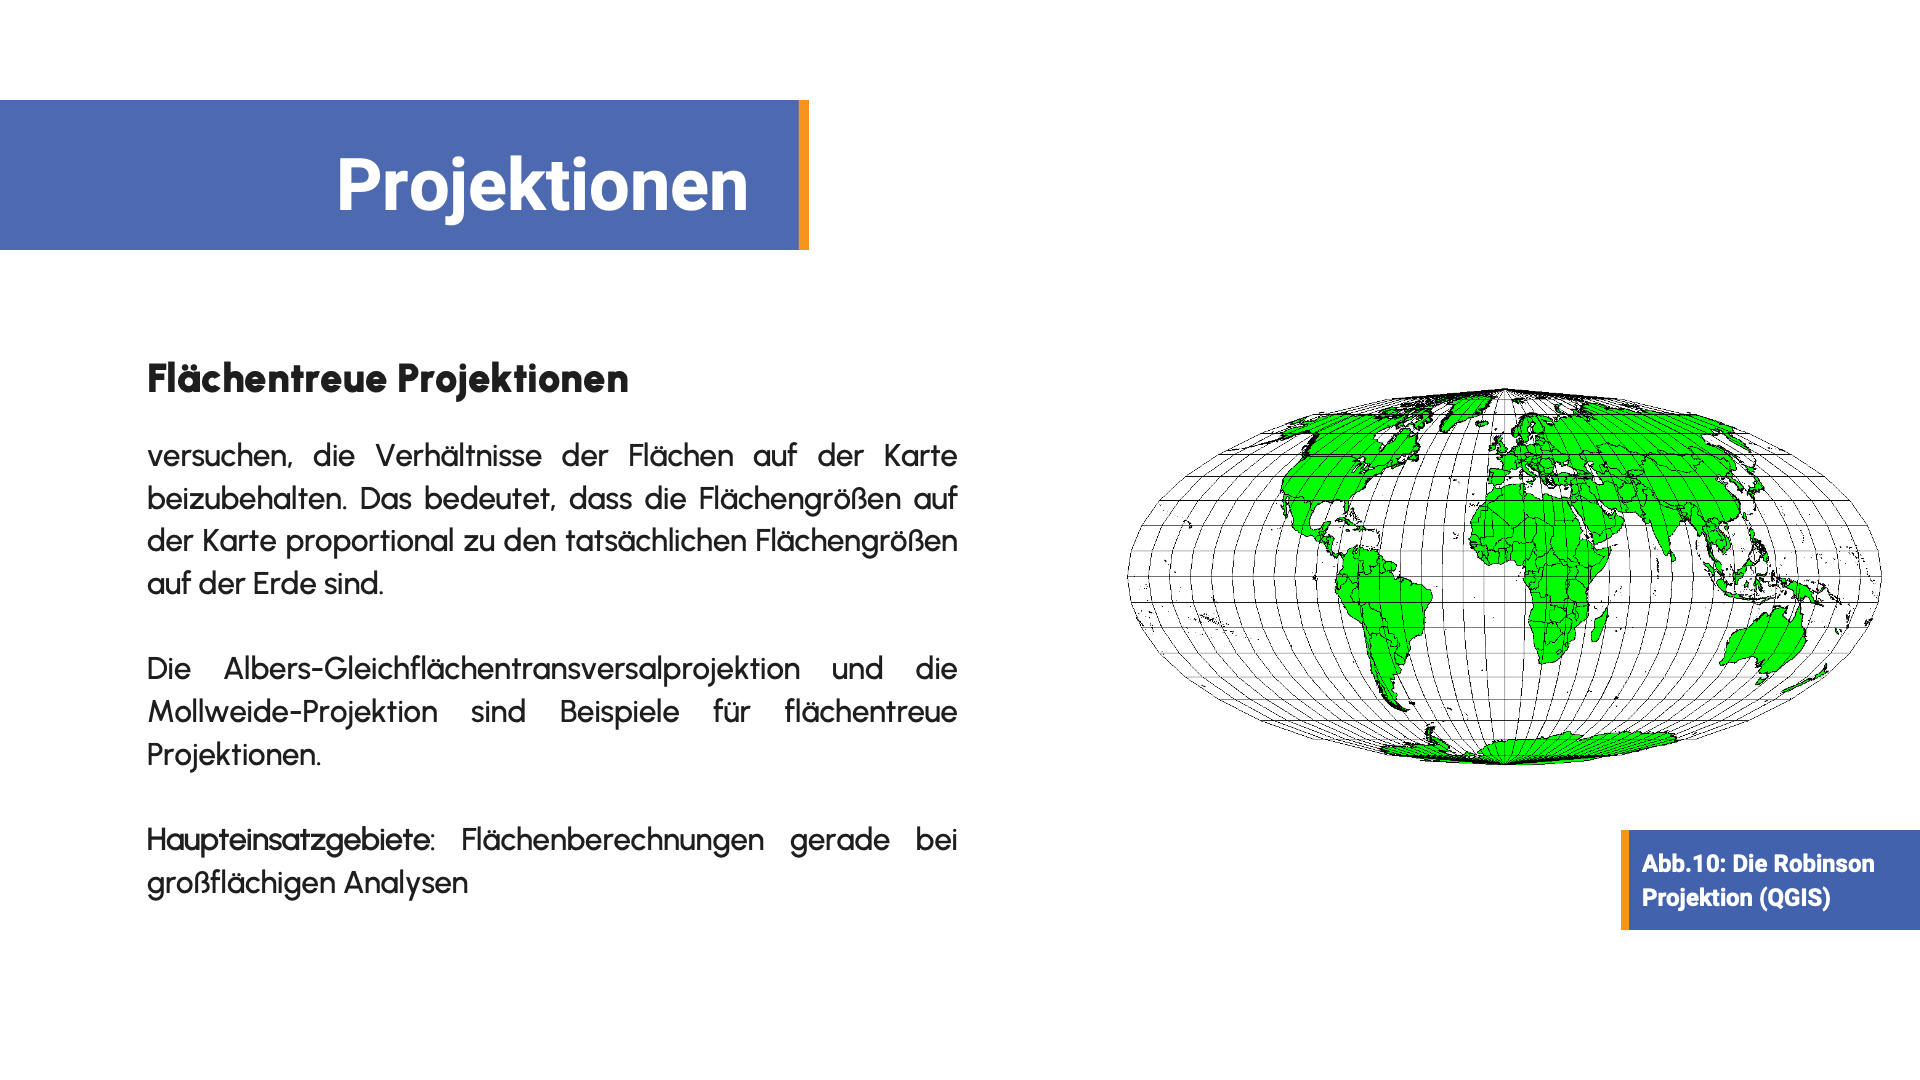 Projektionen
Flächentreue Projektionen
versuchen, die Verhältnisse der Flächen auf der Karte
beizubehalten. Das bedeutet, dass die Flächengrößen auf
der Karte proportional zu den tatsächlichen Flächengrößen
auf der Erde sind.
Die Albers-Gleichflächentransversalprojektion und die
Mollweide-Projektion sind Beispiele für flächentreue
Projektionen.
Haupteinsatzgebiete: Flächenberechnungen gerade bei
großflächigen Analysen
Abb.10: Die Robinson
Projektion (QGIS)